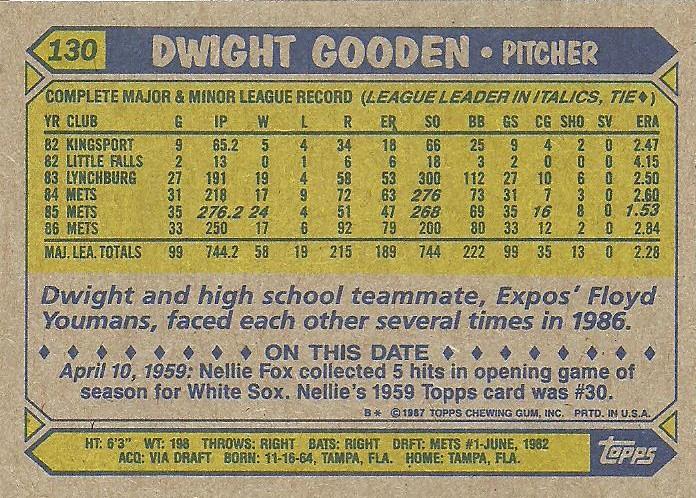 130 DWIGHT GOODEN • PITCHER
COMPLETE MAJOR & MINOR LEAGUE RECORD (LEAGUE LEADER IN ITALICS, TIE♦)
YR CLUB G IP W L R ER SO BB GS CG SHO SV ERA
82 KINGSPORT 9 65.2 5 4 34 18 66 25 9 4 2 0 2.47
82 LITTLE FALLS 2 13 0 1 6 6 18 3 2 0 0 0 4.15
83 LYNCHBURG 27 191 19 4 58 53 300 112 27 10 6 0 2.50
84 METS 31 218 17 9 72 63 276 73 31 7 3 0 2.60
85 METS 35 276.2 24 4 51 47 268 69 35 16 8 0 1.53
86 METS 33 250 17 6 92 79 200 80 33 12 2 0 2.84
MAJ. LEA. TOTALS 99 744.2 58 19 215 189 744 222 99 35 13 0 2.28
Dwight and high school teammate, Expos' Floyd
Youmans, faced each other several times in 1986.
♦ ♦ ♦ ♦ ♦ ♦ ♦ ON THIS DATE ♦ ♦ ♦ ♦ ♦ ♦ ♦
April 10, 1959: Nellie Fox collected 5 hits in opening game of
season for White Sox. Nellie's 1959 Topps card was #30.
B* ©1987 TOPPS CHEWING GUM, INC. PRTD. IN U.S.A.
HT: 6'3" WT: 198 THROWS: RIGHT BATS: RIGHT DRFT: METS #1-JUNE, 1982
ACQ: VIA DRAFT BORN: 11-16-64, TAMPA, FLA. HOME: TAMPA, FLA.
Topps